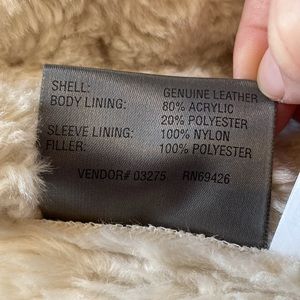 SHELL: GENUINE LEATHER
BODY LINING: 80% ACRYLIC
20% POLYESTER
SLEEVE LINING: 100% NYLON
FILLER: 100% POLYESTER
VENDOR# 03275 RN69426